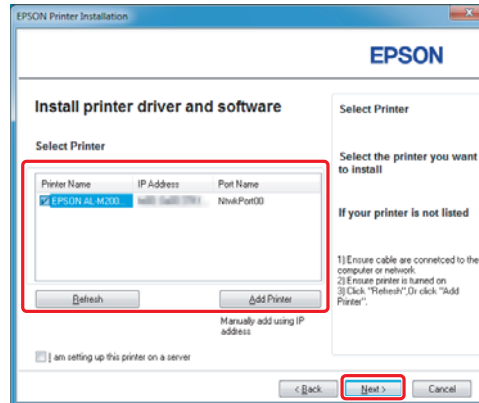 EPSON Printer Installation
EPSON
Install printer driver and software
Select Printer
Printer Name IP Address Port Name
EPSON AL-M200... NtwkPort00
Refresh Add Printer
Manually add using IP
address
I am setting up this printer on a server
Select Printer
Select the printer you want
to install
If your printer is not listed
1) Ensure cable are connetced to the
computer or network.
2) Ensure printer is turned on
3) Click "Refresh",Or click "Add
Printer".
< Back Next > Cancel